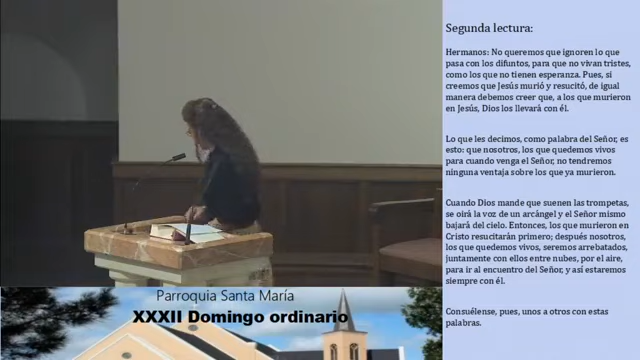 Segunda lectura:
Hermanos: No queremos que ignoren lo que
pasa con los difuntos, para que no vivan tristes,
como los que no tienen esperanza. Pues, si
creemos que Jesús murió y resucitó, de igual
manera debemos creer que, a los que murieron
en Jesús, Dios los llevará con él.
Lo que les decimos, como palabra del Señor, es
esto: que nosotros, los que quedemos vivos
para cuando venga el Señor, no tendremos
ninguna ventaja sobre los que ya murieron.
Cuando Dios mande que suenen las trompetas,
se oirá la voz de un arcángel y el Señor mismo
bajará del cielo. Entonces, los que murieron en
Cristo resucitarán primero; después nosotros,
los que quedemos vivos, seremos arrebatados,
juntamente con ellos entre nubes, por el aire,
para ir al encuentro del Señor, y así estaremos
siempre con él.
Consuélense, pues, unos a otros con estas
palabras.
Parroquia Santa María
XXXII Domingo ordinario